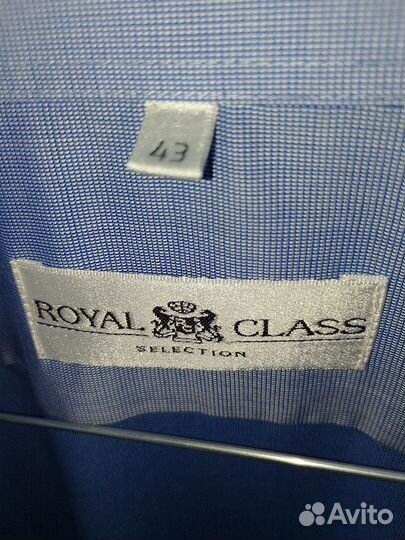 43
ROYAL CLASS
SELECTION
Avito